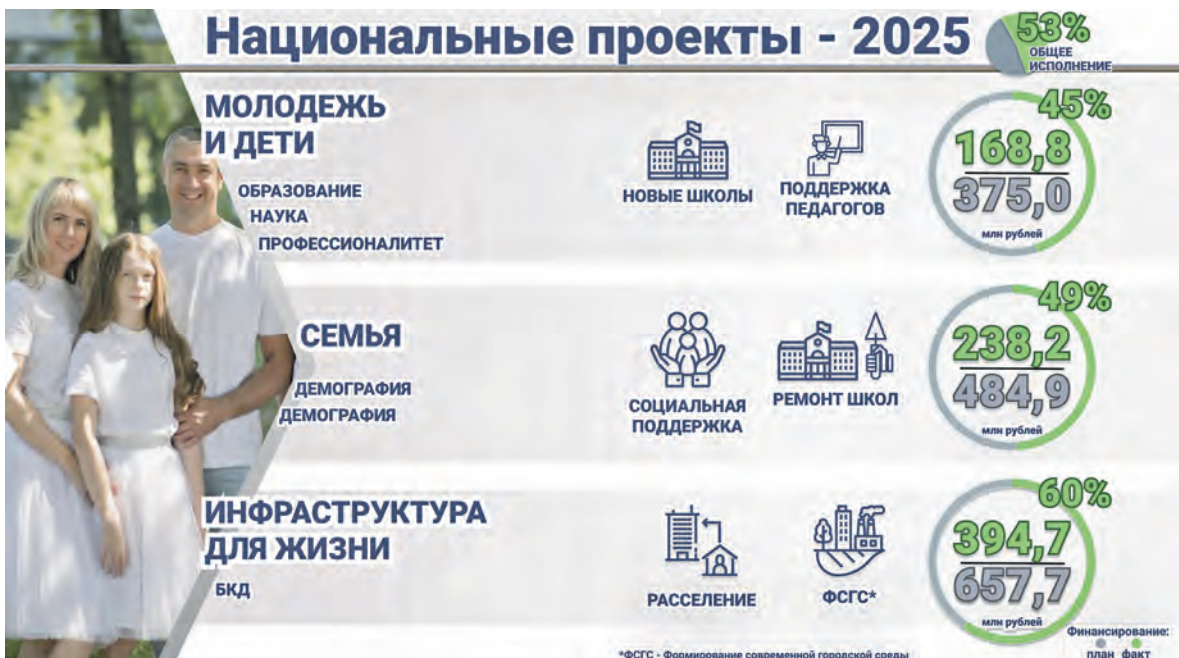 Национальные проекты - 2025
53%
ОБЩЕЕ
ИСПОЛНЕНИЕ
МОЛОДЕЖЬ
И ДЕТИ
ОБРАЗОВАНИЕ
НАУКА
ПРОФЕССИОНАЛИТЕТ
НОВЫЕ ШКОЛЫ
ПОДДЕРЖКА
ПЕДАГОГОВ
45%
168,8
375,0
млн рублей
СЕМЬЯ
ДЕМОГРАФИЯ
ДЕМОГРАФИЯ
СОЦИАЛЬНАЯ
ПОДДЕРЖКА
РЕМОНТ ШКОЛ
49%
238,2
484,9
млн рублей
ИНФРАСТРУКТУРА
ДЛЯ ЖИЗНИ
БКД
РАССЕЛЕНИЕ
ФСГС*
60%
394,7
657,7
млн рублей
*ФСГС - Формирование современной городской среды
Финансирование:
план факт